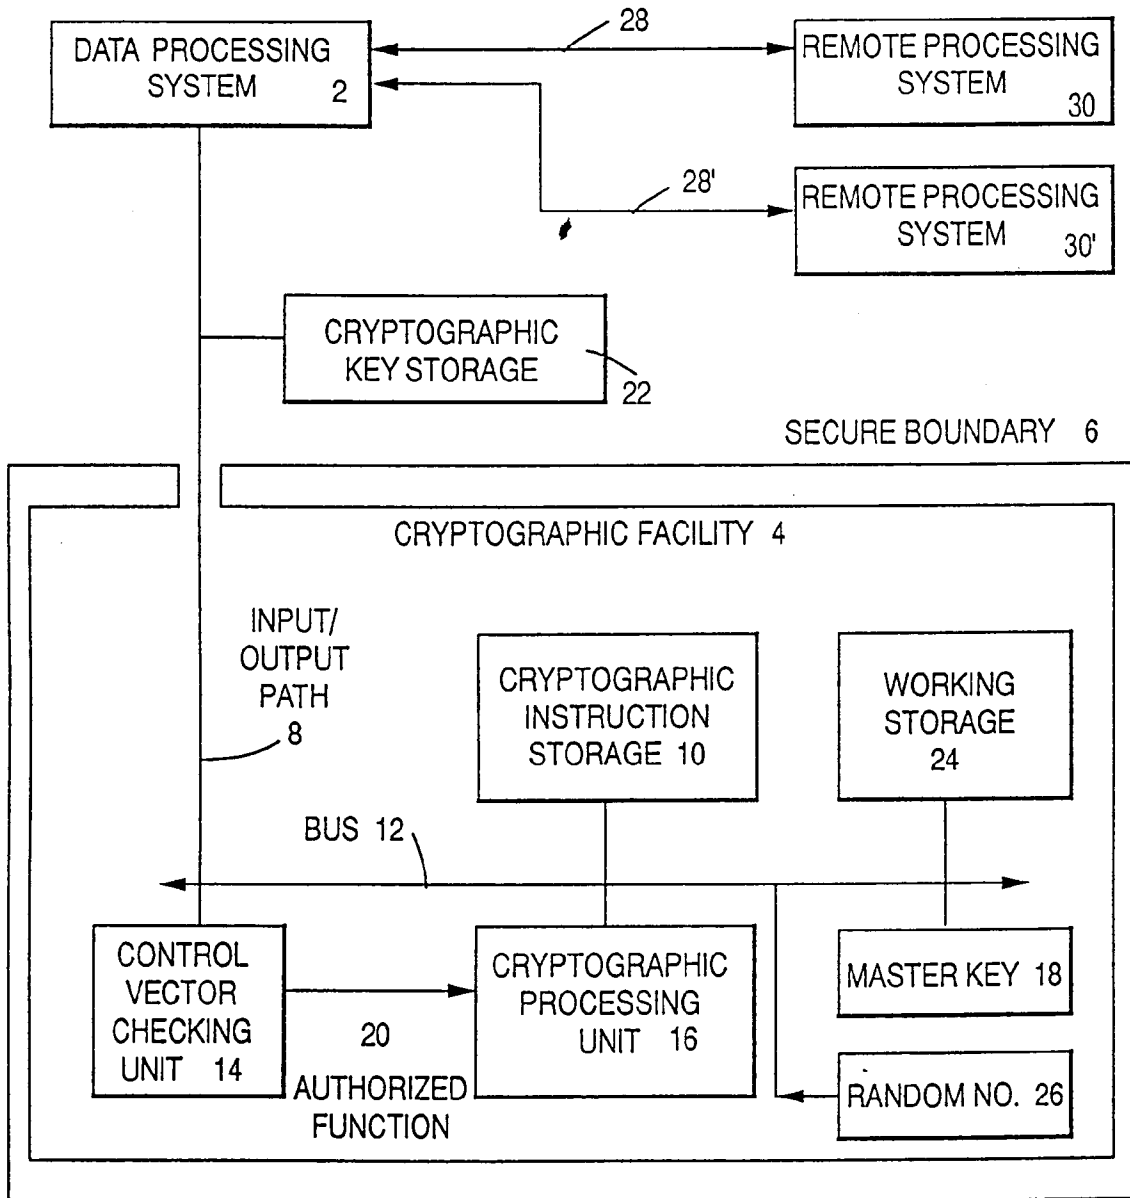 DATA PROCESSING
SYSTEM 2
28
REMOTE PROCESSING
SYSTEM
30
28'
REMOTE PROCESSING
SYSTEM
30'
CRYPTOGRAPHIC
KEY STORAGE
22
SECURE BOUNDARY 6
CRYPTOGRAPHIC FACILITY 4
INPUT/
OUTPUT
PATH
8
CRYPTOGRAPHIC
INSTRUCTION
STORAGE 10
WORKING
STORAGE
24
BUS 12
CONTROL
VECTOR
CHECKING
UNIT 14
20
AUTHORIZED
FUNCTION
CRYPTOGRAPHIC
PROCESSING
UNIT 16
MASTER KEY 18
RANDOM NO. 26